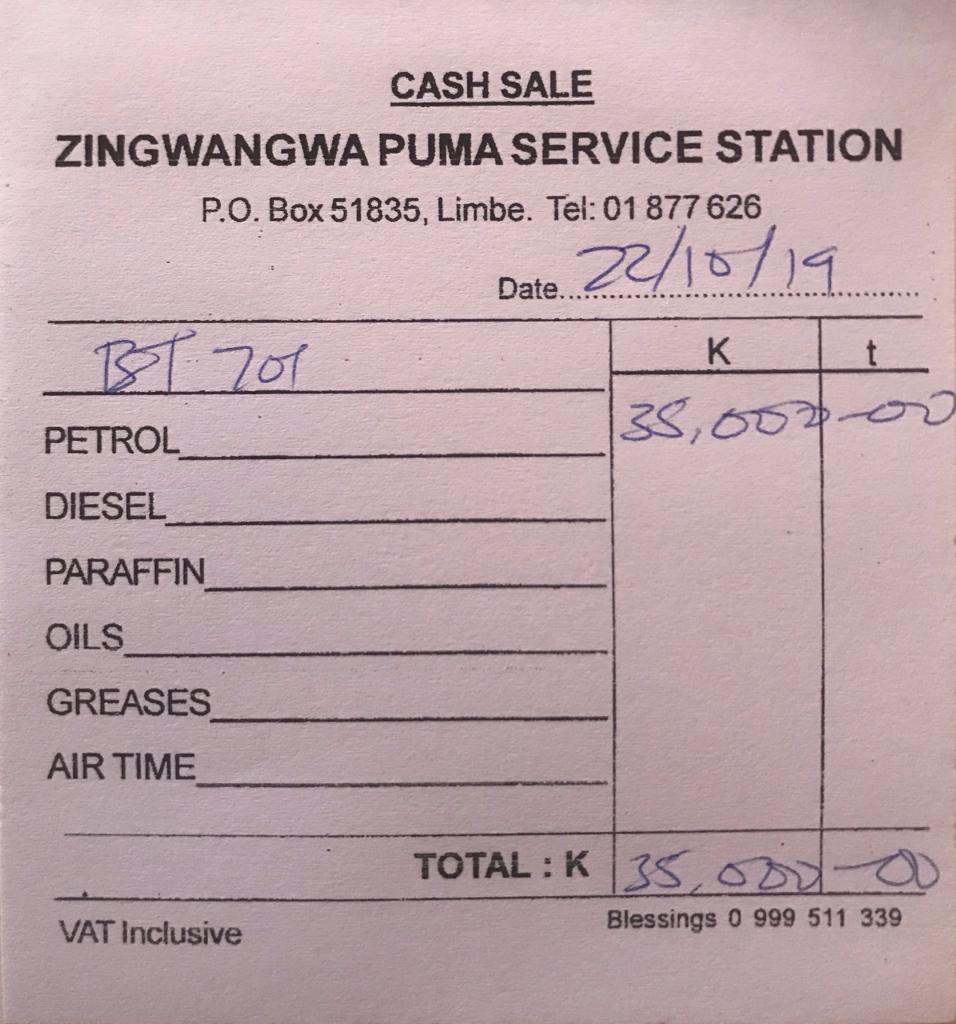 CASH SALE
ZINGWANGWA PUMA SERVICE STATION
P.O. Box 51835, Limbe. Tel: 01 877 626
Date 22/10/19
BT 701 K t
PETROL 35,000-00
DIESEL
PARAFFIN
OILS
GREASES
AIR TIME
TOTAL : K 35,000-00
VAT Inclusive Blessings 0 999 511 339